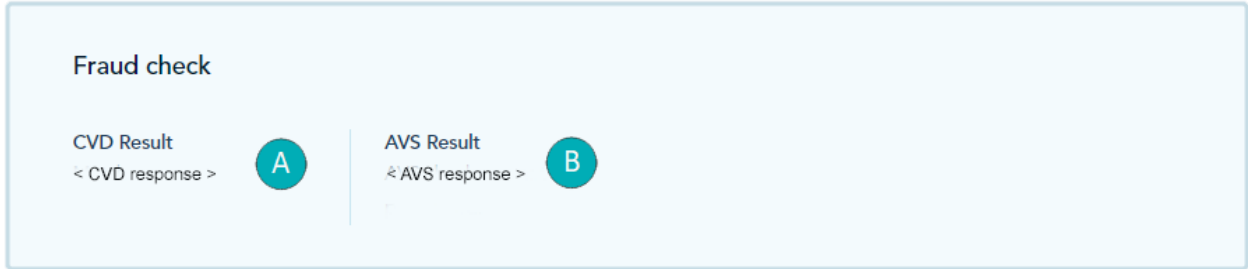 Fraud check
CVD Result
< CVD response >
A
AVS Result
< AVS response >
B